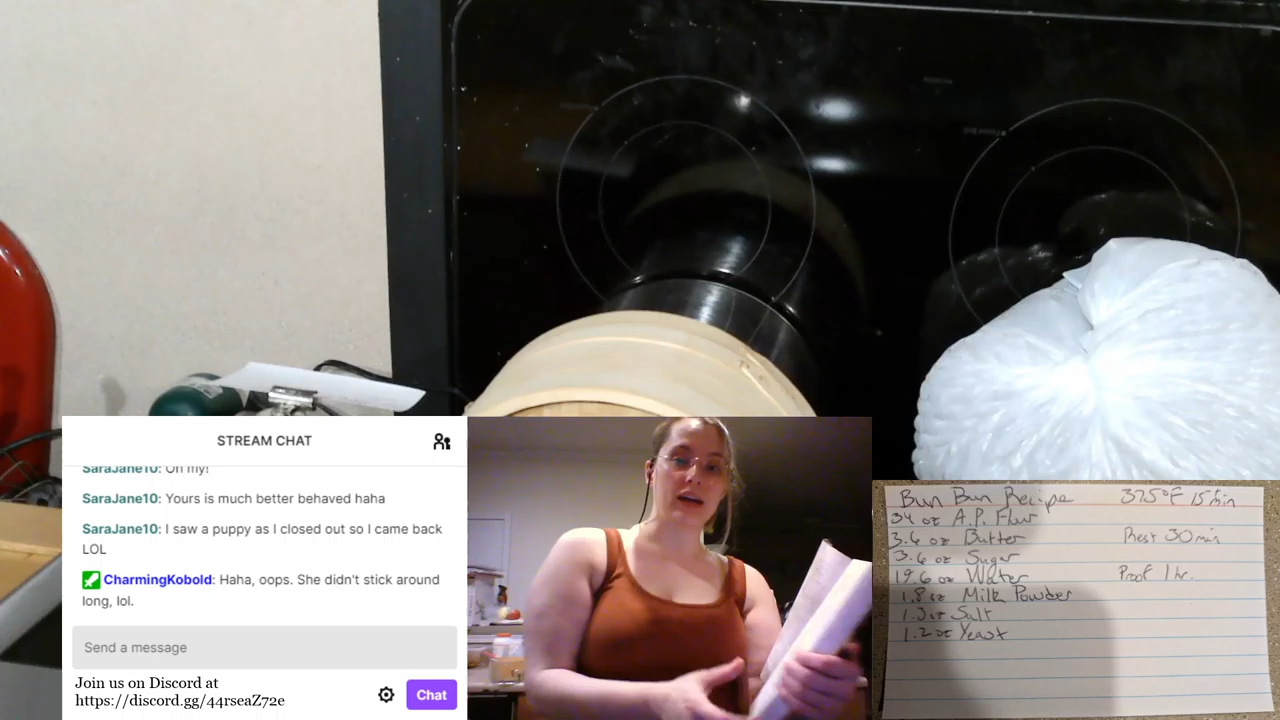 STREAM CHAT
SaraJane10: Oh my!
SaraJane10: Yours is much better behaved haha
SaraJane10: I saw a puppy as I closed out so I came back
LOL
CharmingKobold: Haha, oops. She didn't stick around
long, lol.
Send a message
Join us on Discord at
https://discord.gg/44rseaZ72e
Chat
Bun Bun Recipe 375°F 15 min
34 oz A.P. Flour
3.6 oz Butter Rest 30 min
3.6 oz Sugar
19.6 oz Water Proof 1 hr.
1.8 oz Milk Powder
1.3 oz Salt
1.2 oz Yeast